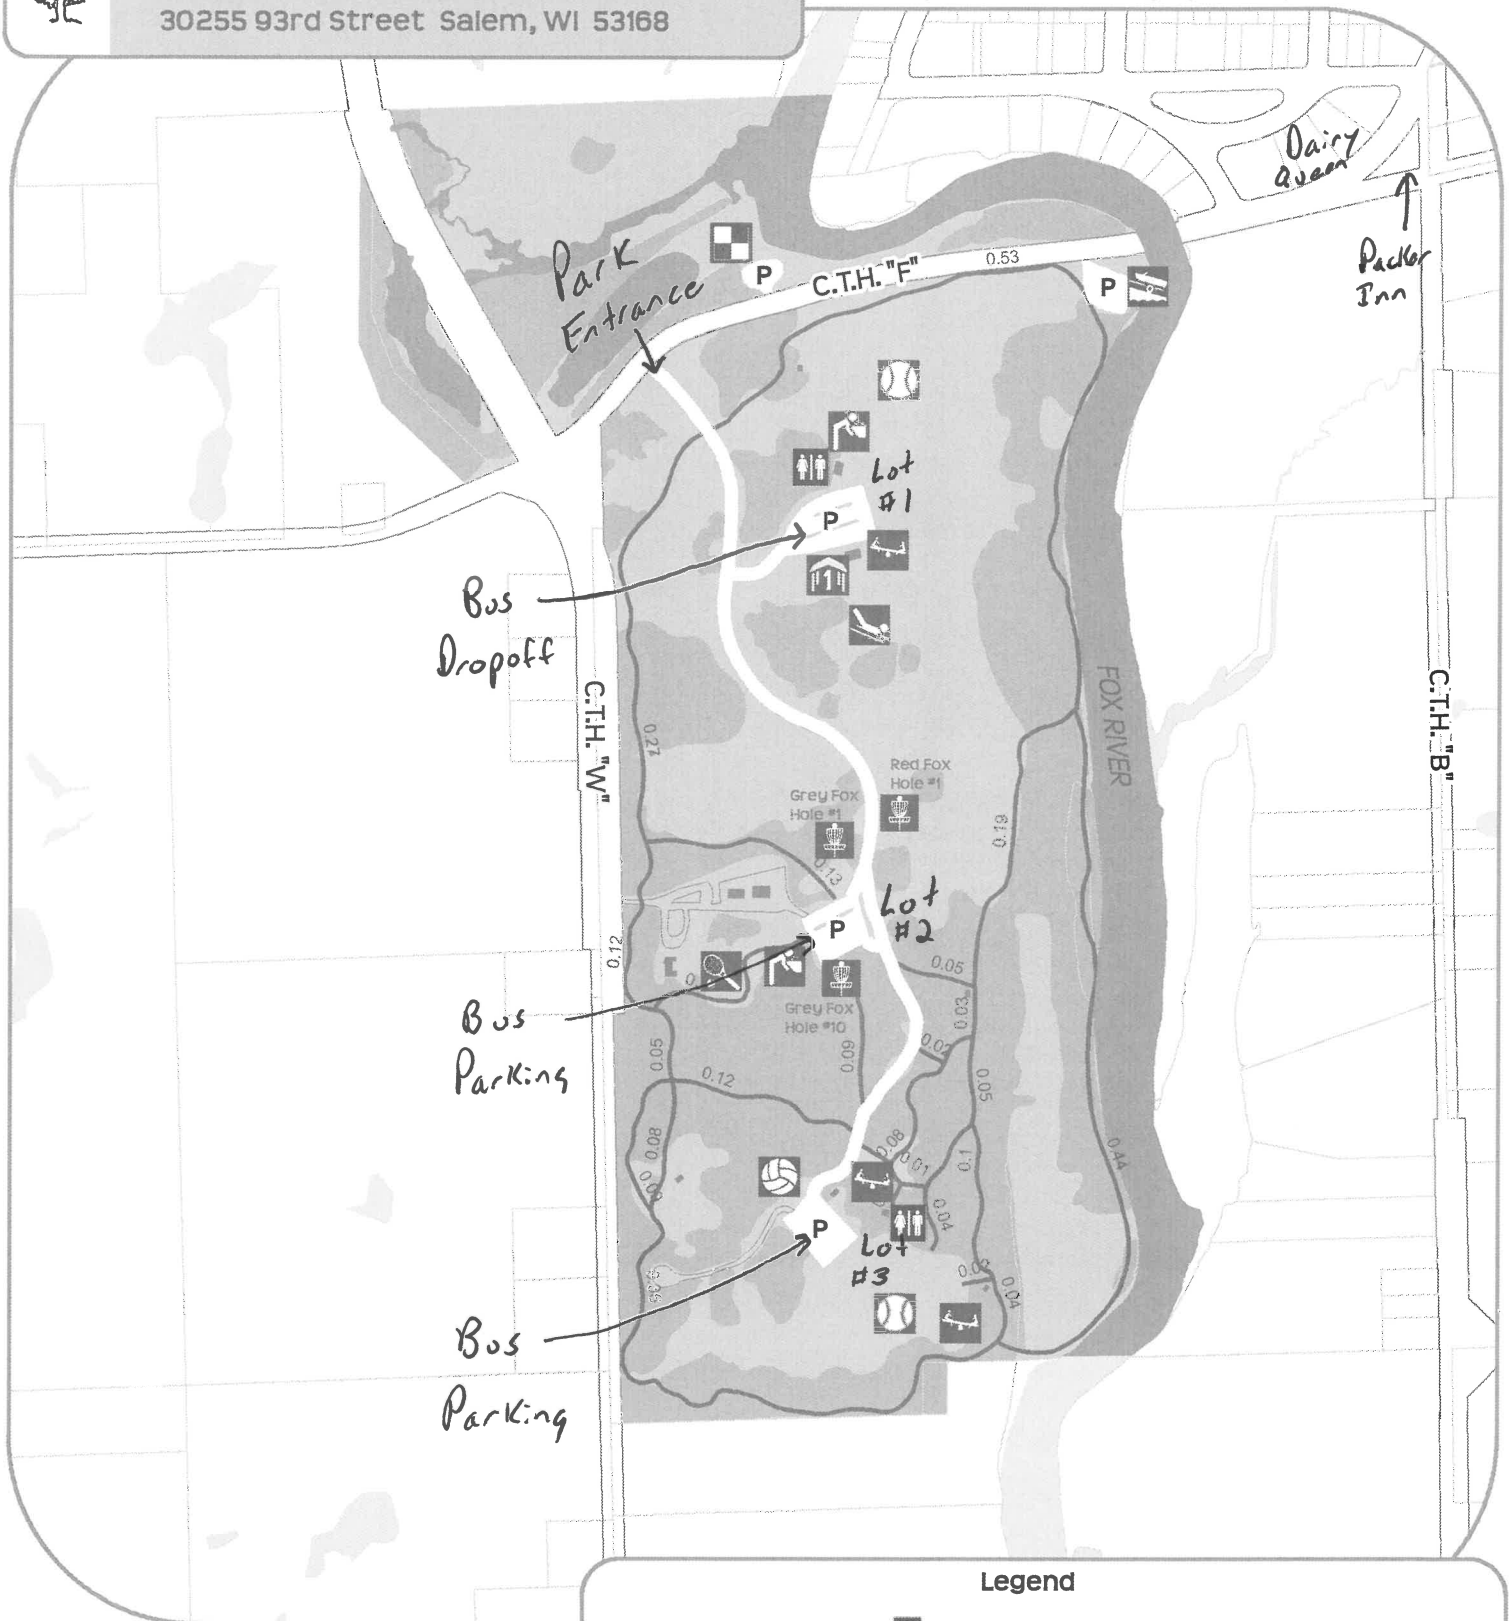 30255 93rd Street Salem, WI 53168
Dairy
Queen
Packer
Inn
Park
Entrance
P
C.T.H. "F"
0.53
P
Lot
#1
P
1
Bus
Dropoff
C.T.H. "W"
0.27
FOX RIVER
C.T.H. "B"
Red Fox
Hole #1
Grey Fox
Hole #1
0.19
0.13
Lot
#2
P
0.12
0.05
Grey Fox
Hole #10
0.03
Bus
Parking
0.05
0.09
0.02
0.12
0.05
0.08
0.08
0.01
0.1
0.44
0.04
P
Lot
#3
0.04
Bus
Parking
Legend